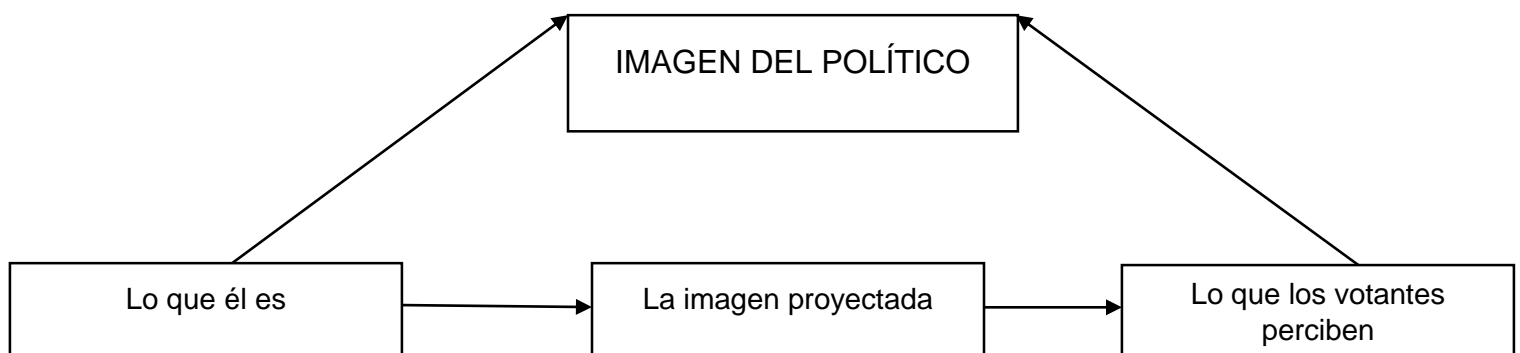 IMAGEN DEL POLÍTICO
Lo que él es
La imagen proyectada
Lo que los votantes
perciben